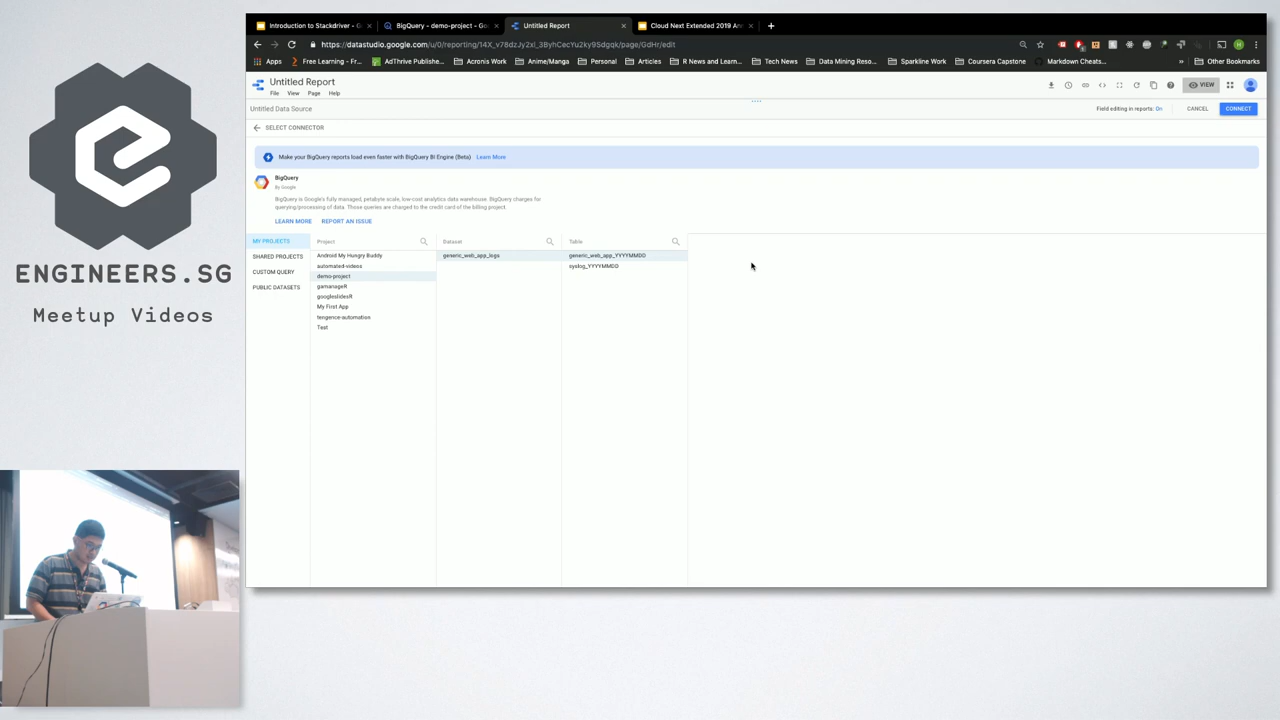 Introduction to Stackdriver - G
BigQuery - demo-project - Go
Untitled Report
Cloud Next Extended 2019 An
https://datastudio.google.com/u/0/reporting/14X_v78dzJy2xl_3ByhCecYu2ky9Sdgqk/page/GdHr/edit
Apps
Free Learning - Fr...
AdThrive Publishe...
Acronis Work
Anime/Manga
Personal
Articles
R News and Learn...
Tech News
Data Mining Reso...
Sparkline Work
Coursera Capstone
Markdown Cheats...
Other Bookmarks
Untitled Report
File View Page Help
VIEW
Untitled Data Source
Field editing in reports: On
CANCEL
CONNECT
SELECT CONNECTOR
Make your BigQuery reports load even faster with BigQuery BI Engine (Beta) Learn More
BigQuery
By Google
BigQuery is Google's fully managed, petabyte scale, low-cost analytics data warehouse. BigQuery charges for
querying/processing of data. Those queries are charged to the credit card of the billing project.
LEARN MORE REPORT AN ISSUE
MY PROJECTS
SHARED PROJECTS
CUSTOM QUERY
PUBLIC DATASETS
Project
Android My Hungry Buddy
automated-videos
demo-project
gamanageR
googleslidesR
My First App
tengence-automation
Test
Dataset
generic_web_app_logs
Table
generic_web_app_YYYYMMDD
syslog_YYYYMMDD
ENGINEERS.SG
Meetup Videos